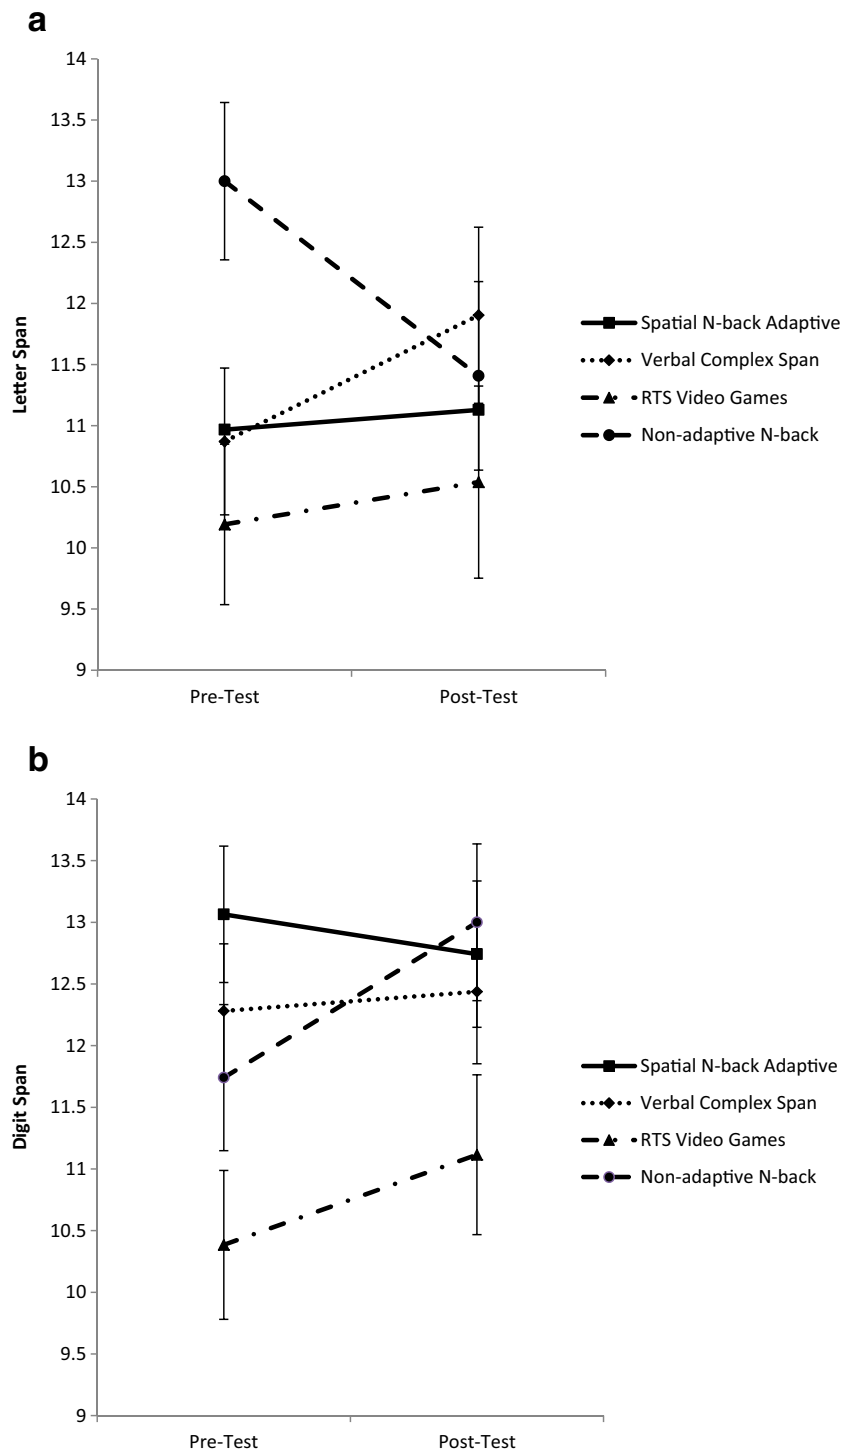 a
14
13.5
13
12.5
12
11.5
11
10.5
10
9.5
9
Letter Span
Pre-Test
Post-Test
Spatial N-back Adaptive
Verbal Complex Span
RTS Video Games
Non-adaptive N-back
b
14
13.5
13
12.5
12
11.5
11
10.5
10
9.5
9
Digit Span
Pre-Test
Post-Test
Spatial N-back Adaptive
Verbal Complex Span
RTS Video Games
Non-adaptive N-back